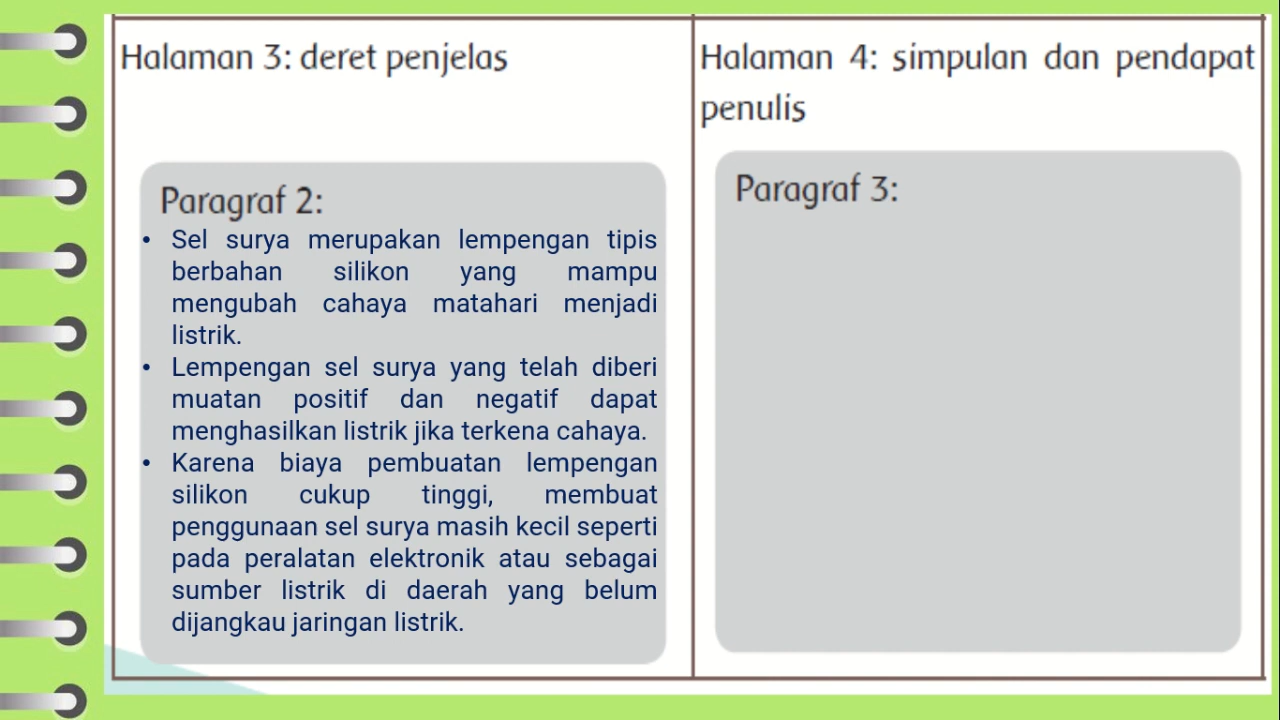 Halaman 3: deret penjelas
Paragraf 2:
• Sel surya merupakan lempengan tipis
berbahan silikon yang mampu
mengubah cahaya matahari menjadi
listrik.
• Lempengan sel surya yang telah diberi
muatan positif dan negatif dapat
menghasilkan listrik jika terkena cahaya.
• Karena biaya pembuatan lempengan
silikon cukup tinggi, membuat
penggunaan sel surya masih kecil seperti
pada peralatan elektronik atau sebagai
sumber listrik di daerah yang belum
dijangkau jaringan listrik.
Halaman 4: simpulan dan pendapat
penulis
Paragraf 3: